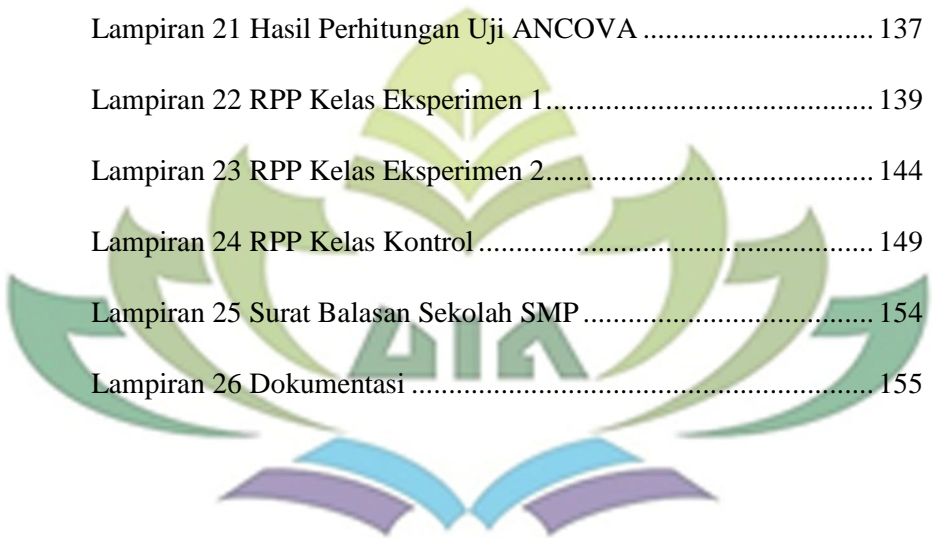 Lampiran 21 Hasil Perhitungan Uji ANCOVA ............................... 137
Lampiran 22 RPP Kelas Eksperimen 1 ............................................ 139
Lampiran 23 RPP Kelas Eksperimen 2 ............................................ 144
Lampiran 24 RPP Kelas Kontrol ..................................................... 149
Lampiran 25 Surat Balasan Sekolah SMP ....................................... 154
Lampiran 26 Dokumentasi .............................................................. 155